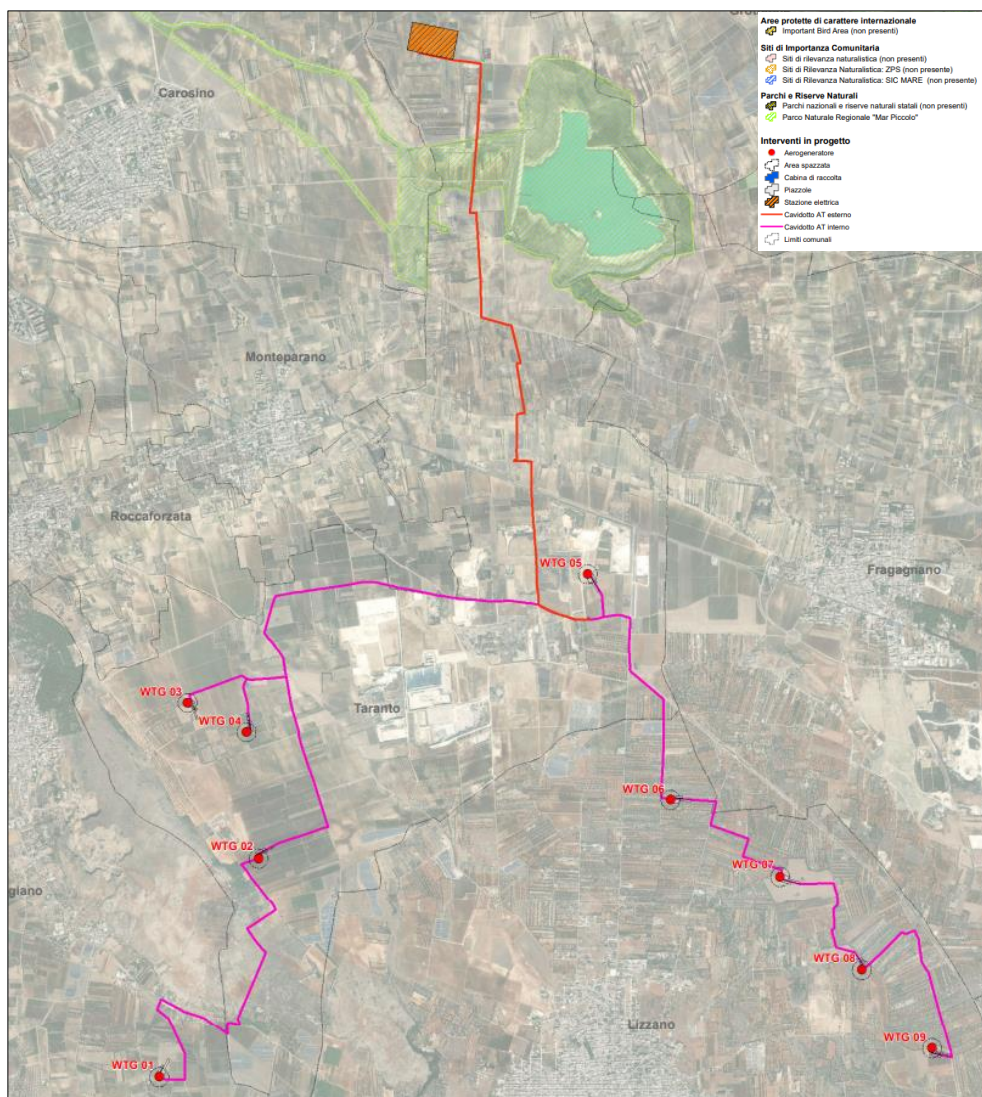 Aree protette di carattere internazionale
Important Bird Area (non presenti)
Siti di Importanza Comunitaria
Siti di rilevanza naturalistica (non presenti)
Siti di Rilevanza Naturalistica: ZPS (non presente)
Siti di Rilevanza Naturalistica: SIC MARE (non presente)
Parchi e Riserve Naturali
Parchi nazionali e riserve naturali statali (non presenti)
Parco Naturale Regionale "Mar Piccolo"
Interventi in progetto
Aerogeneratore
Area spazzata
Cabina di raccolta
Piazzole
Stazione elettrica
Cavidotto AT esterno
Cavidotto AT interno
Limiti comunali
Carosino
Monteparano
Roccaforzata
WTG 05
Fragagnano
WTG 03
WTG 04
Taranto
WTG 06
WTG 02
WTG 07
giano
WTG 08
Lizzano
WTG 09
WTG 01